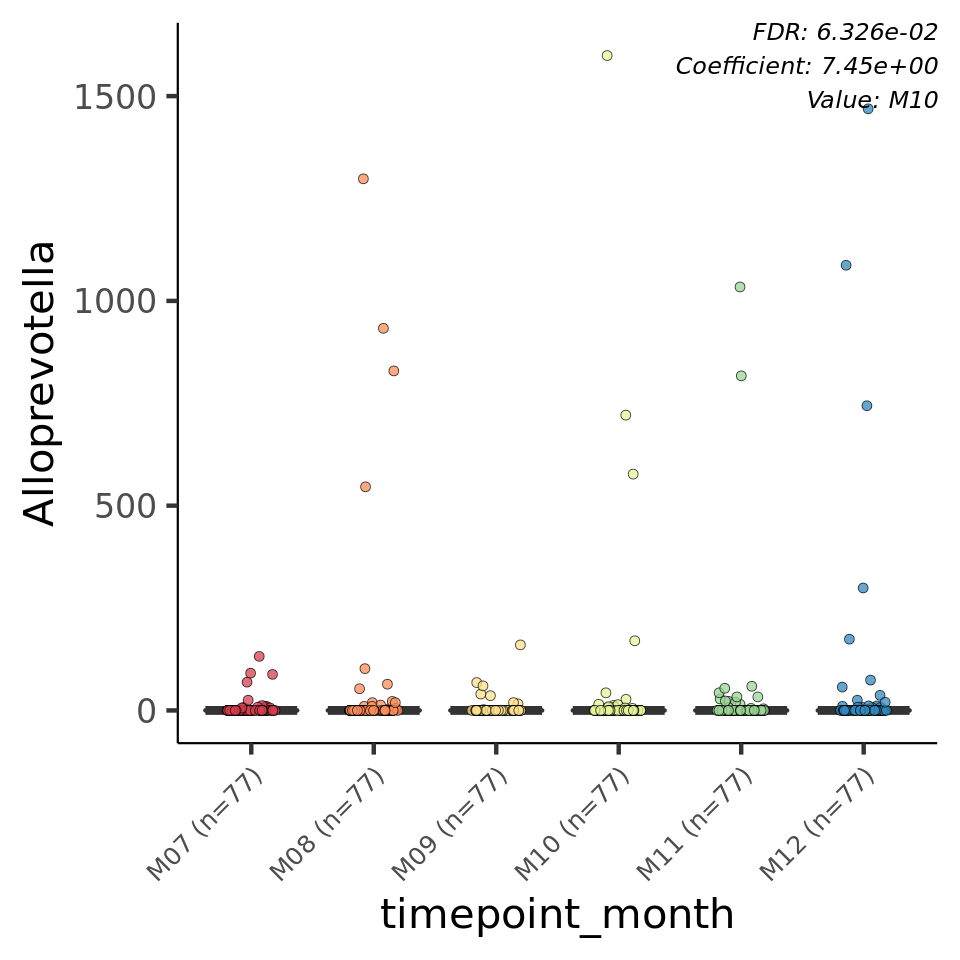 FDR: 6.326e-02
Coefficient: 7.45e+00
Value: M10
1500
1000
500
0
Alloprevotella
M07 (n=77)
M08 (n=77)
M09 (n=77)
M10 (n=77)
M11 (n=77)
M12 (n=77)
timepoint_month